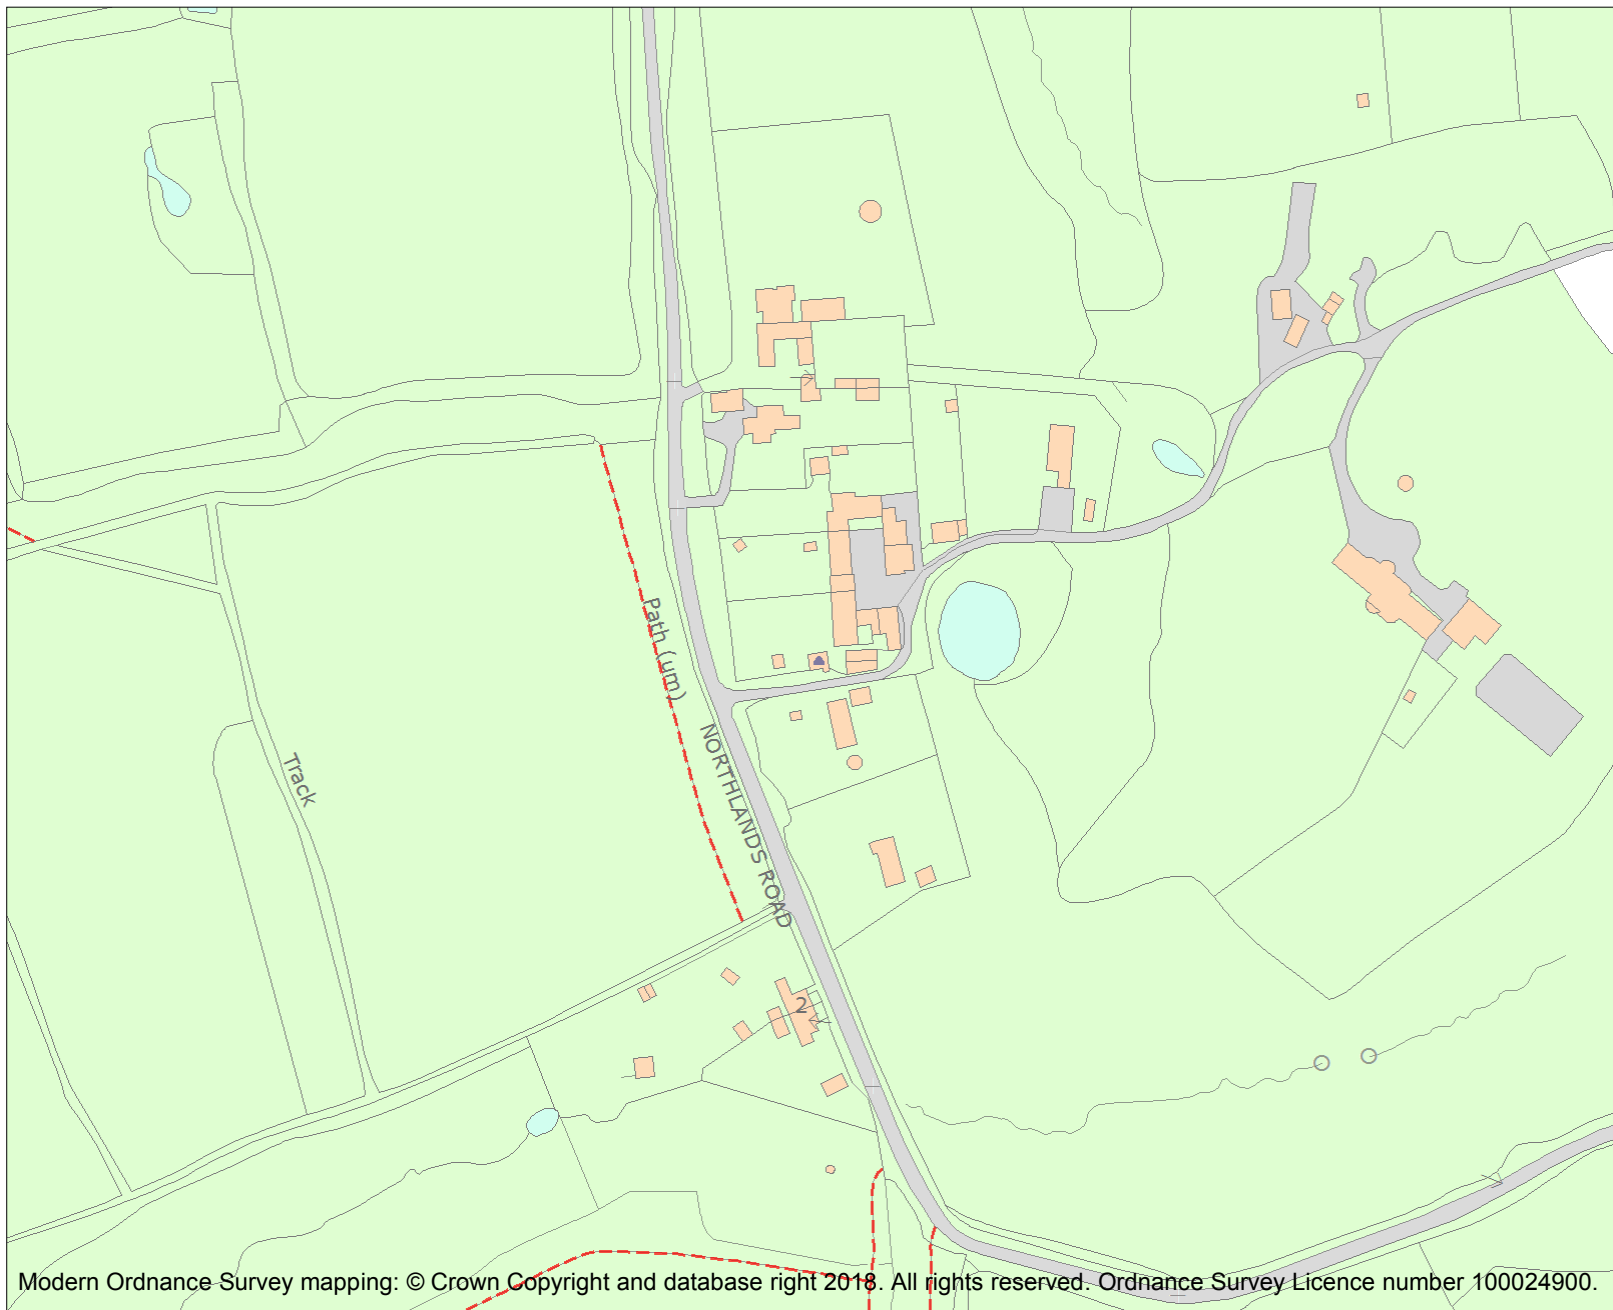 Path (um)
NORTHLANDS ROAD
Track
2
Modern Ordnance Survey mapping: © Crown Copyright and database right 2018. All rights reserved. Ordnance Survey Licence number 100024900.